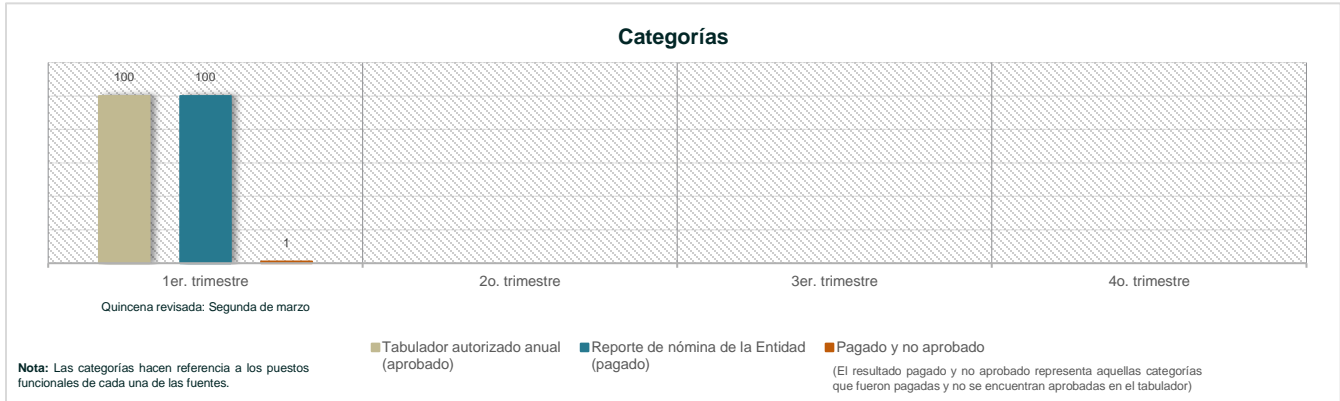 Categorías
100
100
1
1er. trimestre
2o. trimestre
3er. trimestre
4o. trimestre
Quincena revisada: Segunda de marzo
Tabulador autorizado anual
(aprobado)
Reporte de nómina de la Entidad
(pagado)
Pagado y no aprobado
(El resultado pagado y no aprobado representa aquellas categorías
que fueron pagadas y no se encuentran aprobadas en el tabulador)
Nota: Las categorías hacen referencia a los puestos
funcionales de cada una de las fuentes.